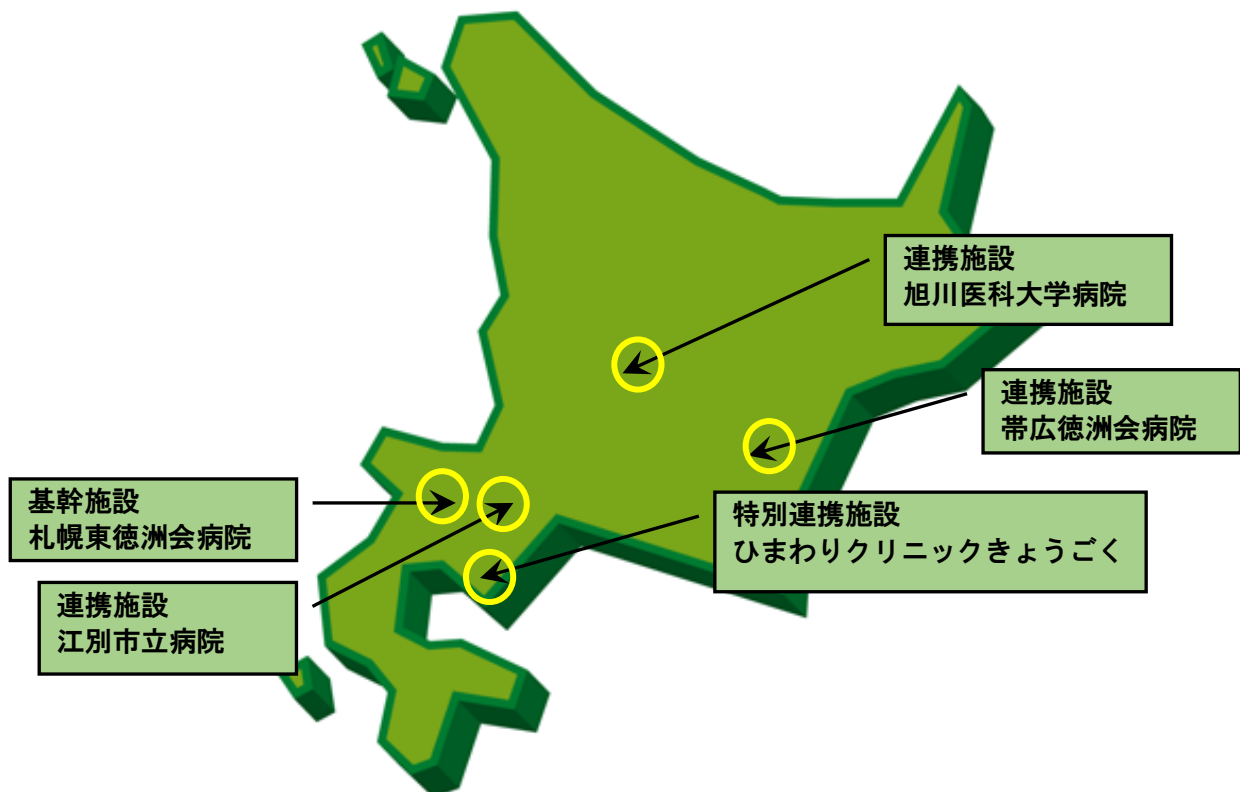 連携施設
旭川医科大学病院
連携施設
帯広徳洲会病院
基幹施設
札幌東徳洲会病院
特別連携施設
ひまわりクリニックきょうごく
連携施設
江別市立病院